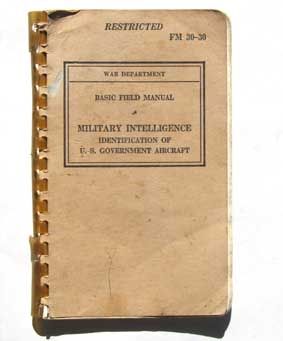 RESTRICTED
FM 30-30
WAR DEPARTMENT
BASIC FIELD MANUAL
MILITARY INTELLIGENCE
IDENTIFICATION OF
U. S. GOVERNMENT AIRCRAFT